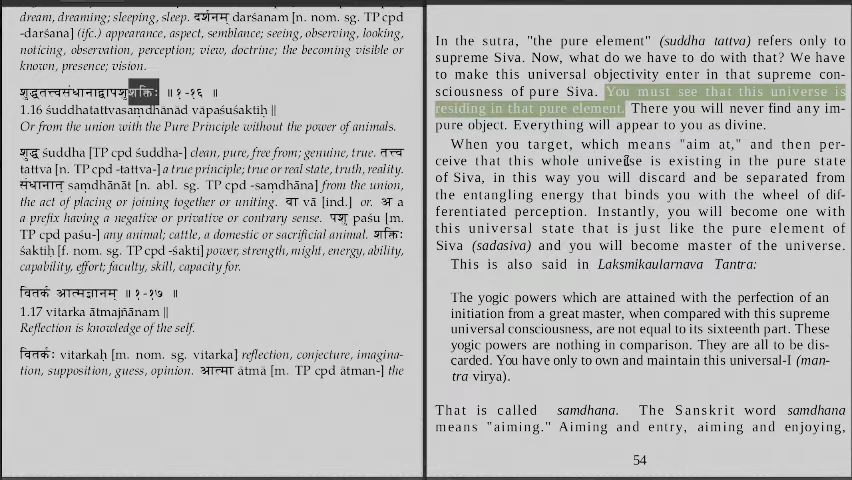 dream, dreaming; sleeping, sleep. दर्शनम् darśanam [n. nom. sg. TP cpd
-darśana] (ifc.) appearance, aspect, semblance; seeing, observing, looking,
noticing, observation, perception; view, doctrine; the becoming visible or
known, presence; vision.
शुद्धतत्त्वसंधानाद्वापशुशक्तिः ॥ १-१६ ॥
1.16 śuddhatattvasaṃdhānād vāpaśuśaktiḥ ||
Or from the union with the Pure Principle without the power of animals.
शुद्ध śuddha [TP cpd śuddha-] clean, pure, free from; genuine, true. तत्त्व
tattva [n. TP cpd -tattva-] a true principle; true or real state, truth, reality.
संधानात् saṃdhānāt [n. abl. sg. TP cpd -saṃdhāna] from the union,
the act of placing or joining together or uniting. वा vā [ind.] or. अ a
a prefix having a negative or privative or contrary sense. पशु paśu [m.
TP cpd paśu-] any animal; cattle, a domestic or sacrificial animal. शक्तिः
śaktiḥ [f. nom. sg. TP cpd -śakti] power, strength, might, energy, ability,
capability, effort; faculty, skill, capacity for.
वितर्क आत्मज्ञानम् ॥ १-१७ ॥
1.17 vitarka ātmajñānam ||
Reflection is knowledge of the self.
वितर्कः vitarkaḥ [m. nom. sg. vitarka] reflection, conjecture, imagina-
tion, supposition, guess, opinion. आत्मा ātmā [m. TP cpd ātman-] the
In the sutra, "the pure element" (suddha tattva) refers only to
supreme Siva. Now, what do we have to do with that? We have
to make this universal objectivity enter in that supreme con-
sciousness of pure Siva. You must see that this universe is
residing in that pure element. There you will never find any im-
pure object. Everything will appear to you as divine.
When you target, which means "aim at," and then per-
ceive that this whole universe is existing in the pure state
of Siva, in this way you will discard and be separated from
the entangling energy that binds you with the wheel of dif-
ferentiated perception. Instantly, you will become one with
this universal state that is just like the pure element of
Siva (sadasiva) and you will become master of the universe.
This is also said in Laksmikaularnava Tantra:
The yogic powers which are attained with the perfection of an
initiation from a great master, when compared with this supreme
universal consciousness, are not equal to its sixteenth part. These
yogic powers are nothing in comparison. They are all to be dis-
carded. You have only to own and maintain this universal-I (man-
tra virya).
That is called samdhana. The Sanskrit word samdhana
means "aiming." Aiming and entry, aiming and enjoying,
54